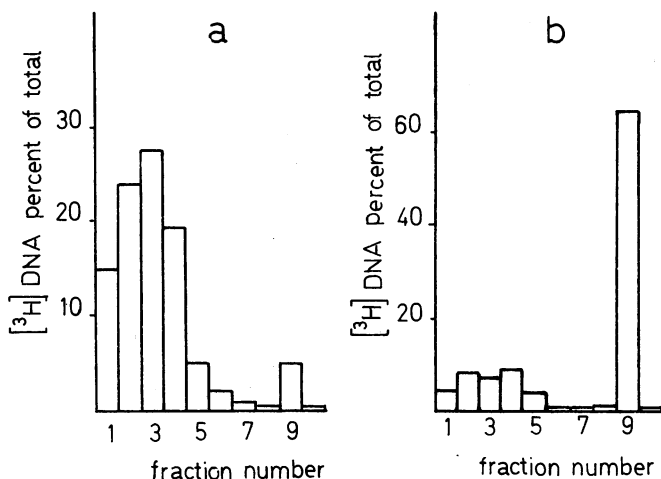 a
[³H] DNA percent of total
30
20
10
1 3 5 7 9
fraction number
b
[³H] DNA percent of total
60
40
20
1 3 5 7 9
fraction number